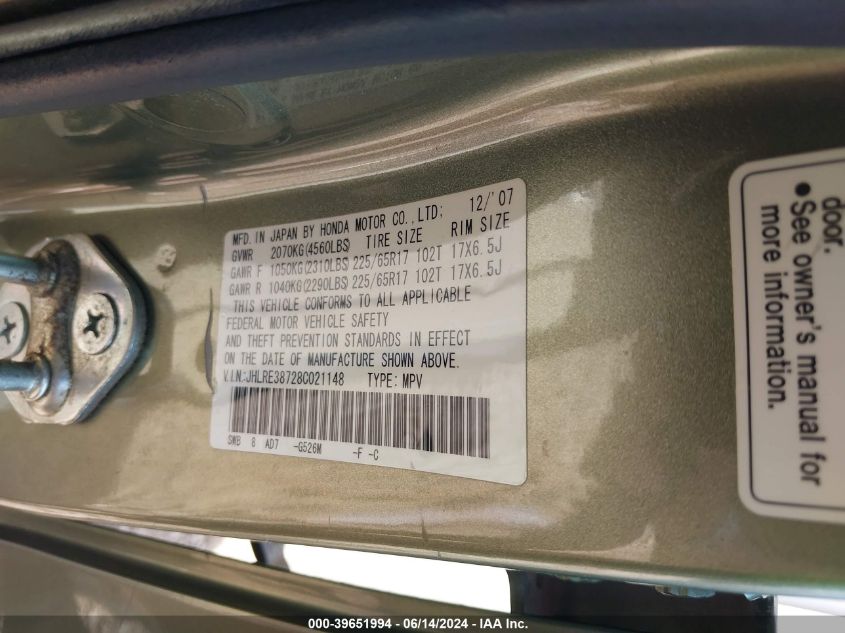 MFD. IN JAPAN BY HONDA MOTOR CO.,LTD; 12/'07
GVWR 2070KG(4560LBS) TIRE SIZE RIM SIZE
GAWR F 1050KG(2310LBS) 225/65R17 102T 17X6.5J
GAWR R 1040KG(2290LBS) 225/65R17 102T 17X6.5J
THIS VEHICLE CONFORMS TO ALL APPLICABLE
FEDERAL MOTOR VEHICLE SAFETY
AND THEFT PREVENTION STANDARDS IN EFFECT
ON THE DATE OF MANUFACTURE SHOWN ABOVE.
V.I.N:JHLRE38728C021148 TYPE: MPV
SWB 8 AD7 -G526M -F -C
door.
• See owner's manual for
more information.
000-39651994 - 06/14/2024 - IAA Inc.